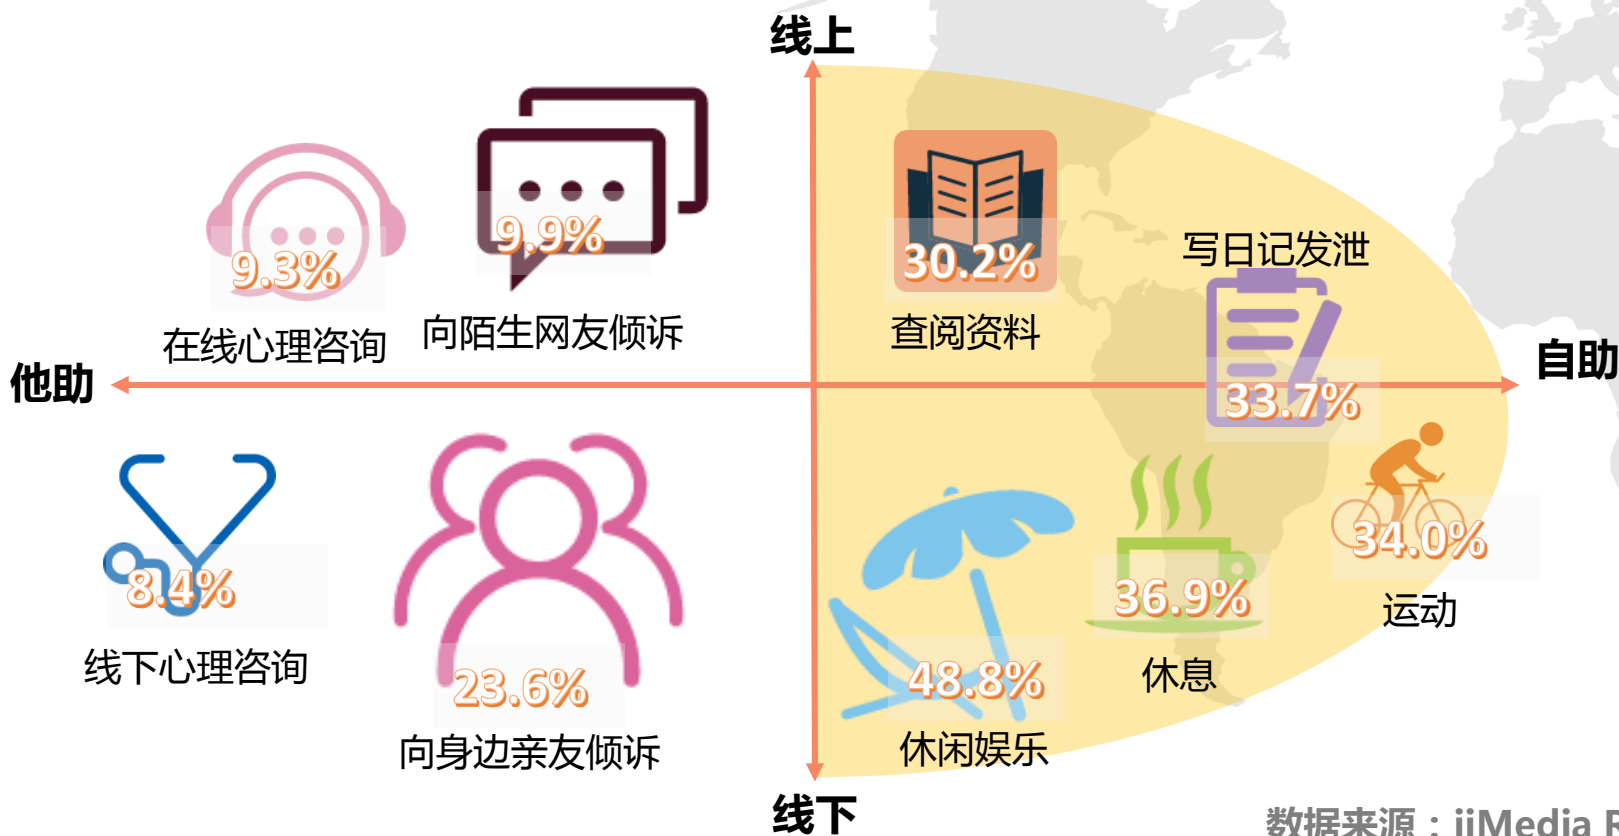 线上
9.3%
在线心理咨询
9.9%
向陌生网友倾诉
30.2%
查阅资料
写日记发泄
33.7%
他助
自助
8.4%
线下心理咨询
23.6%
向身边亲友倾诉
48.8%
休闲娱乐
36.9%
休息
34.0%
运动
线下
数据来源：iiMedia R